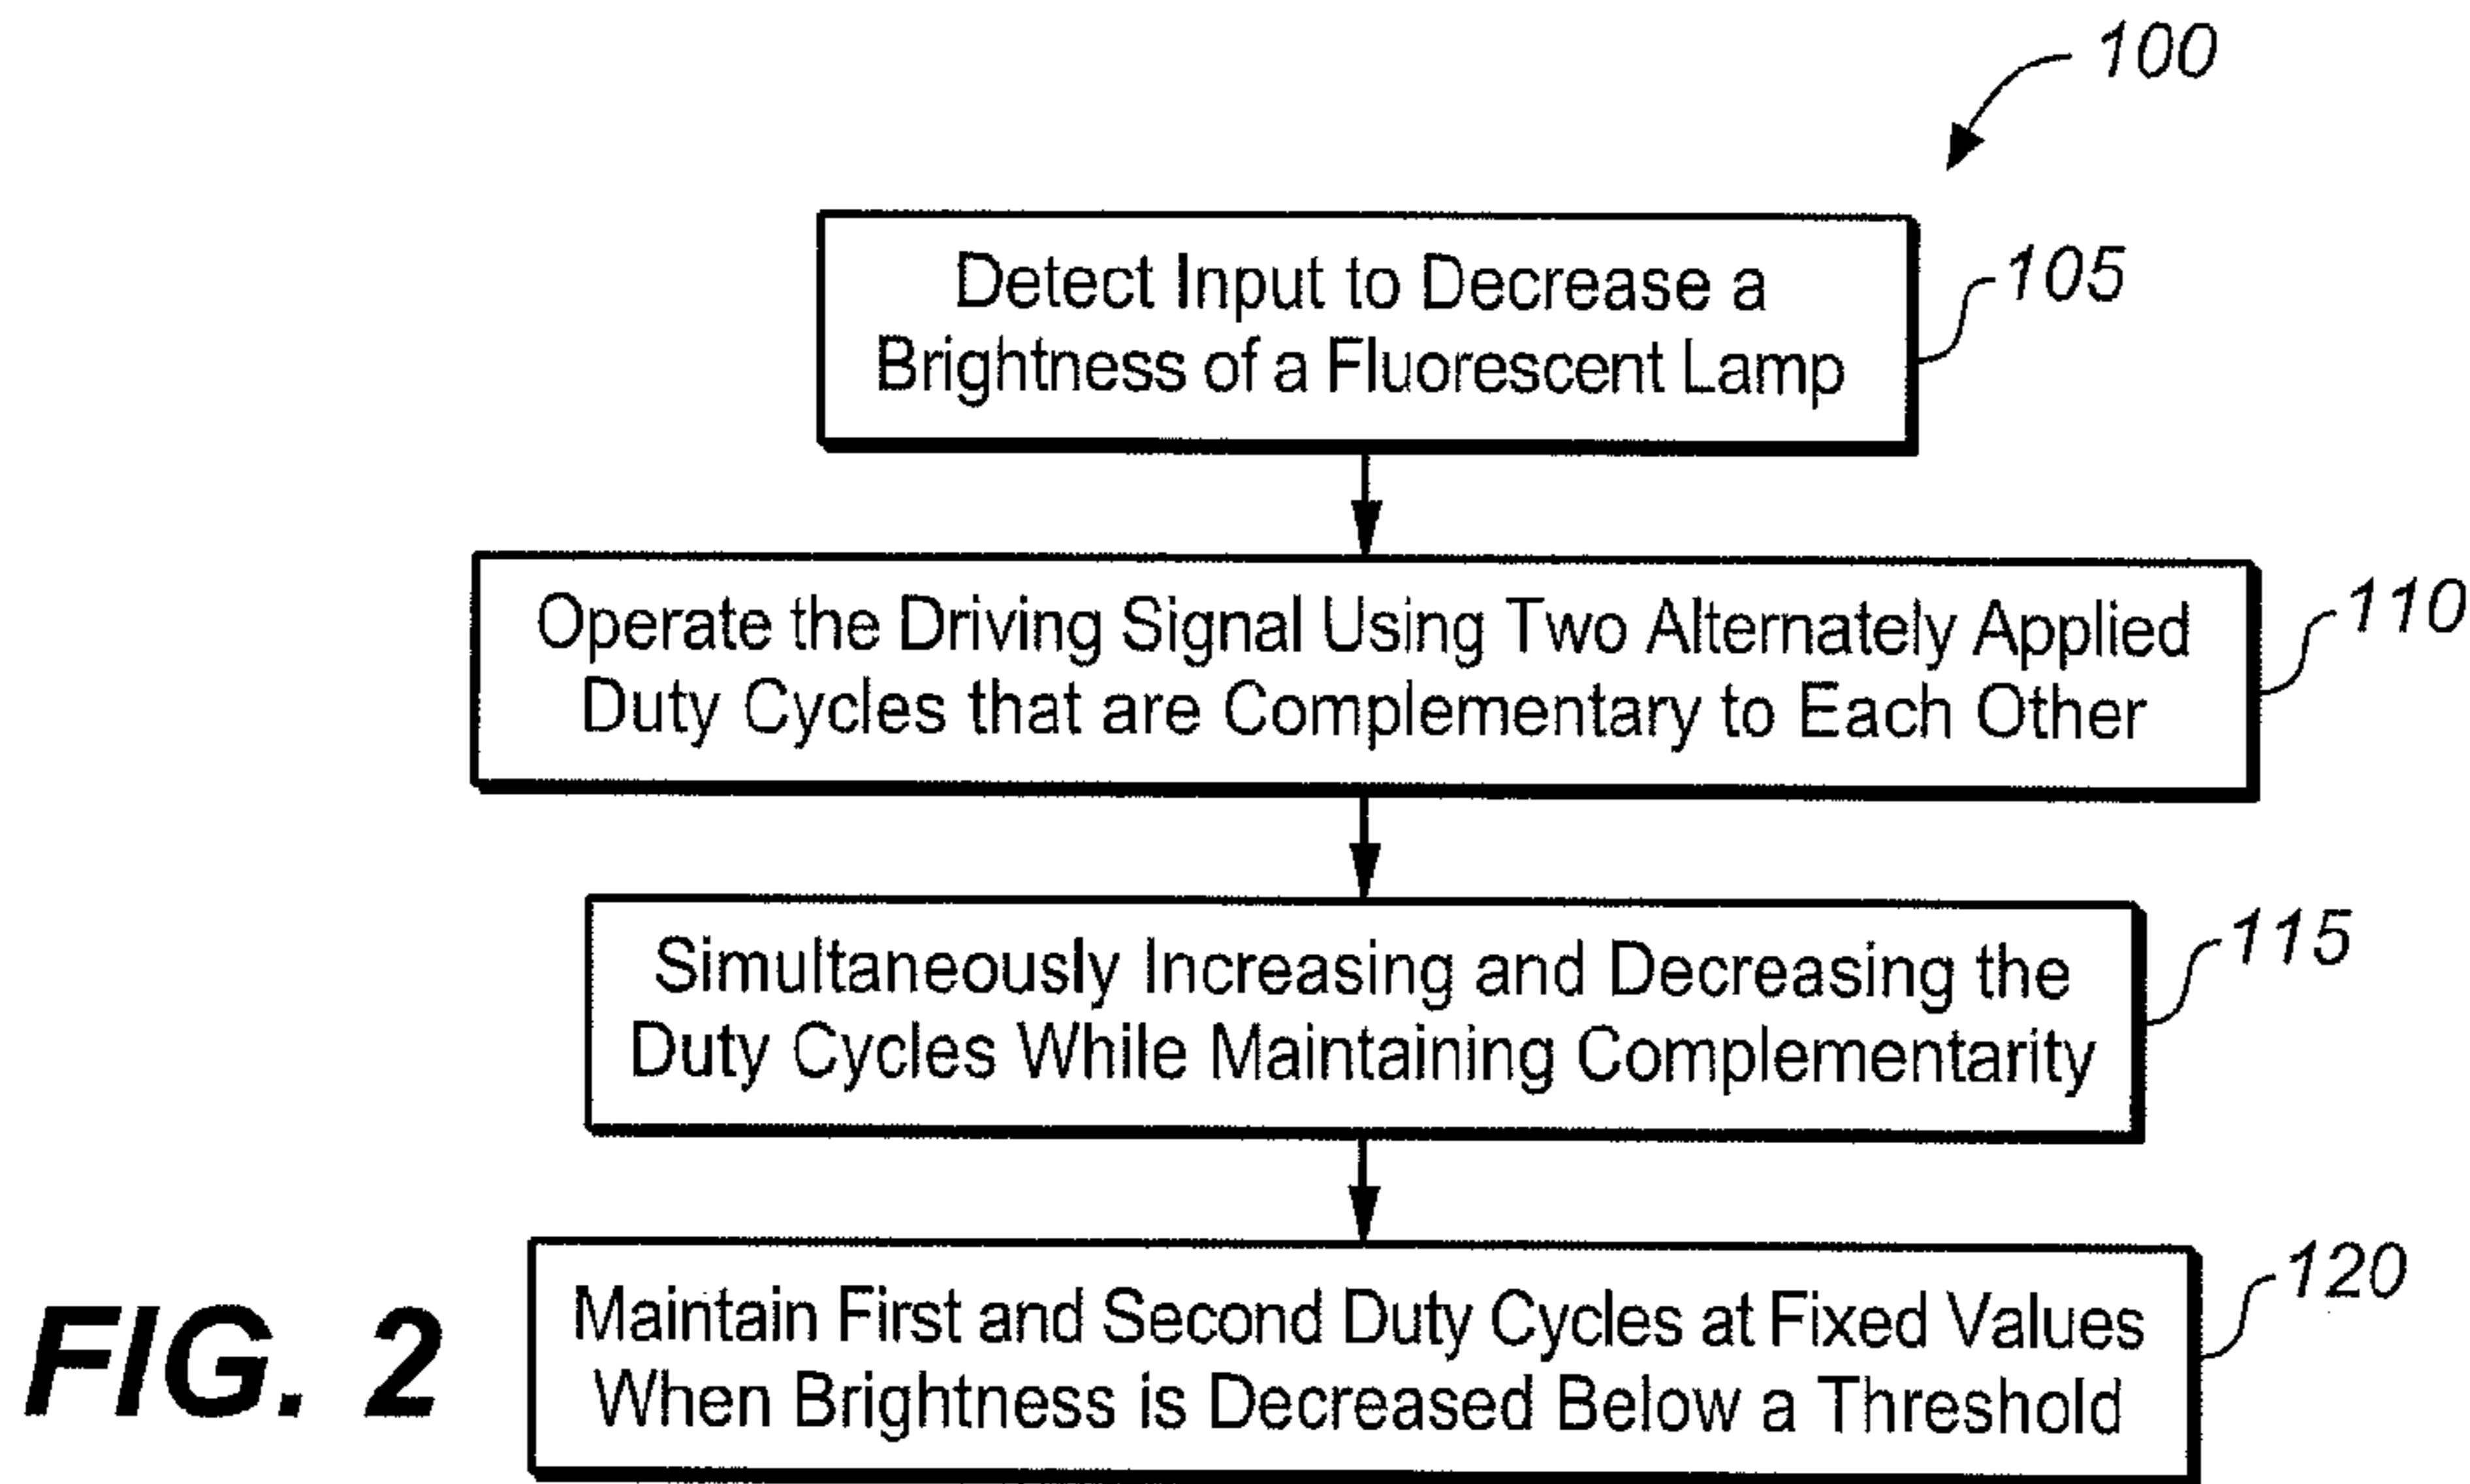 100
Detect Input to Decrease a
Brightness of a Fluorescent Lamp
105
Operate the Driving Signal Using Two Alternately Applied
Duty Cycles that are Complementary to Each Other
110
Simultaneously Increasing and Decreasing the
Duty Cycles While Maintaining Complementarity
115
Maintain First and Second Duty Cycles at Fixed Values
When Brightness is Decreased Below a Threshold
120
FIG. 2